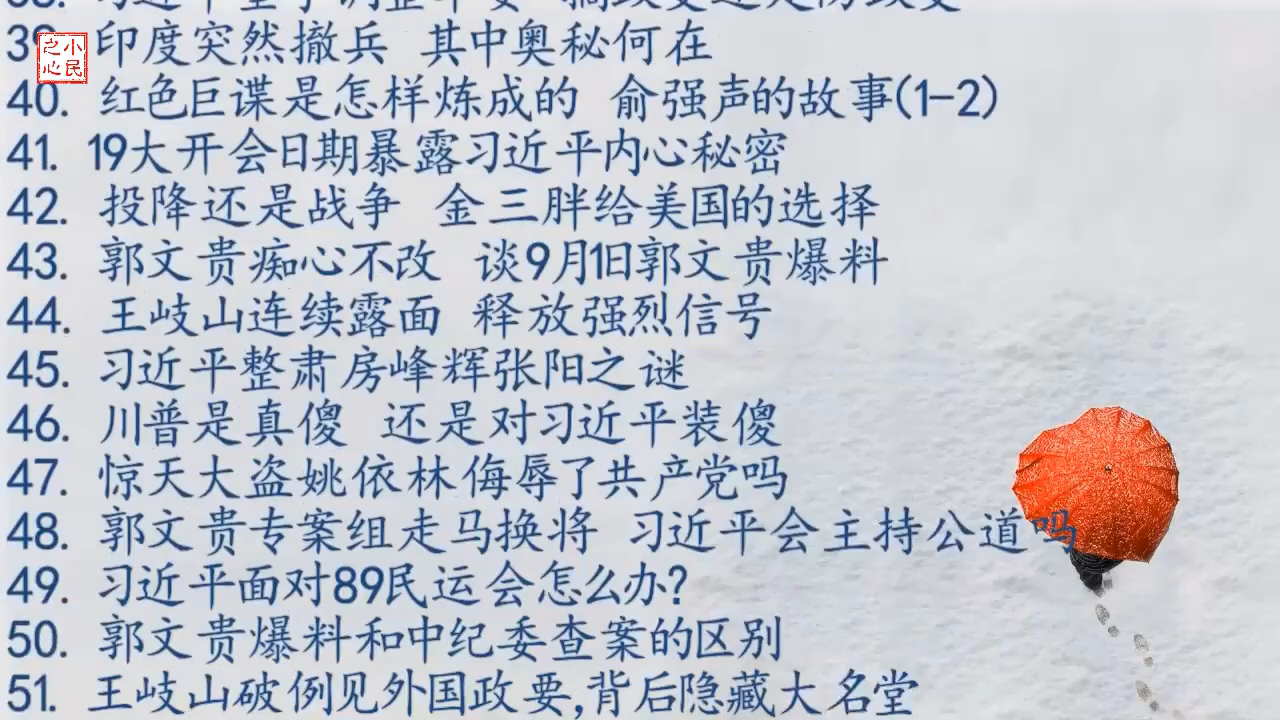 39. 印度突然撤兵 其中奥秘何在
小民之心
40. 红色巨谍是怎样炼成的 俞强声的故事(1-2)
41. 19大开会日期暴露习近平内心秘密
42. 投降还是战争 金三胖给美国的选择
43. 郭文贵痴心不改 谈9月1日郭文贵爆料
44. 王岐山连续露面 释放强烈信号
45. 习近平整肃房峰辉张阳之谜
46. 川普是真傻 还是对习近平装傻
47. 惊天大盗姚依林侮辱了共产党吗
48. 郭文贵专案组走马换将 习近平会主持公道吗
49. 习近平面对89民运会怎么办?
50. 郭文贵爆料和中纪委查案的区别
51. 王岐山破例见外国政要,背后隐藏大名堂